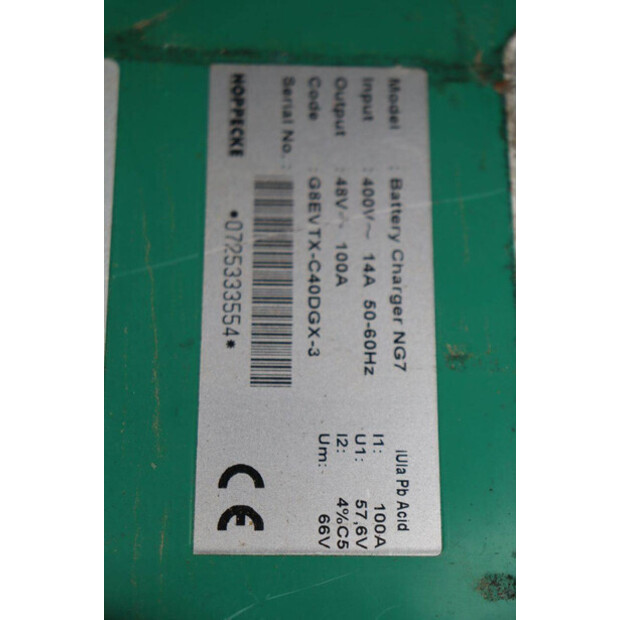 Model : Battery Charger NG7
Input : 400V~ 14A 50-60Hz
Output : 48V 100A
Code : G8EVTX-C40DGX-3
Serial No. :
*0725333554*
HOPPECKE
IUIa Pb Acid
I1: 100A
U1: 57,6V
I2: 4%C5
Um: 66V
CE